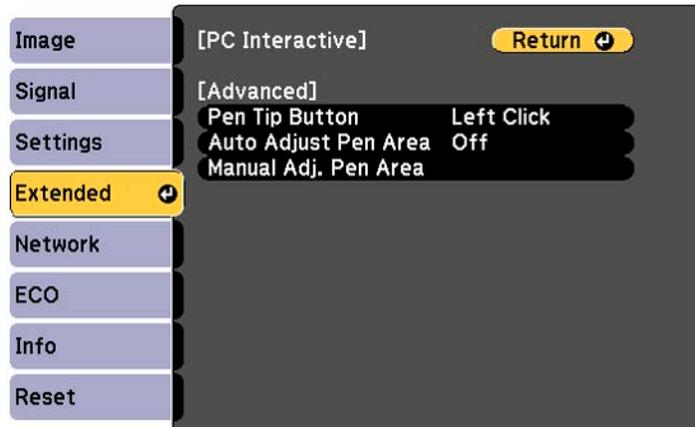 Image
Signal
Settings
Extended
Network
ECO
Info
Reset
[PC Interactive]
Return
[Advanced]
Pen Tip Button Left Click
Auto Adjust Pen Area Off
Manual Adj. Pen Area